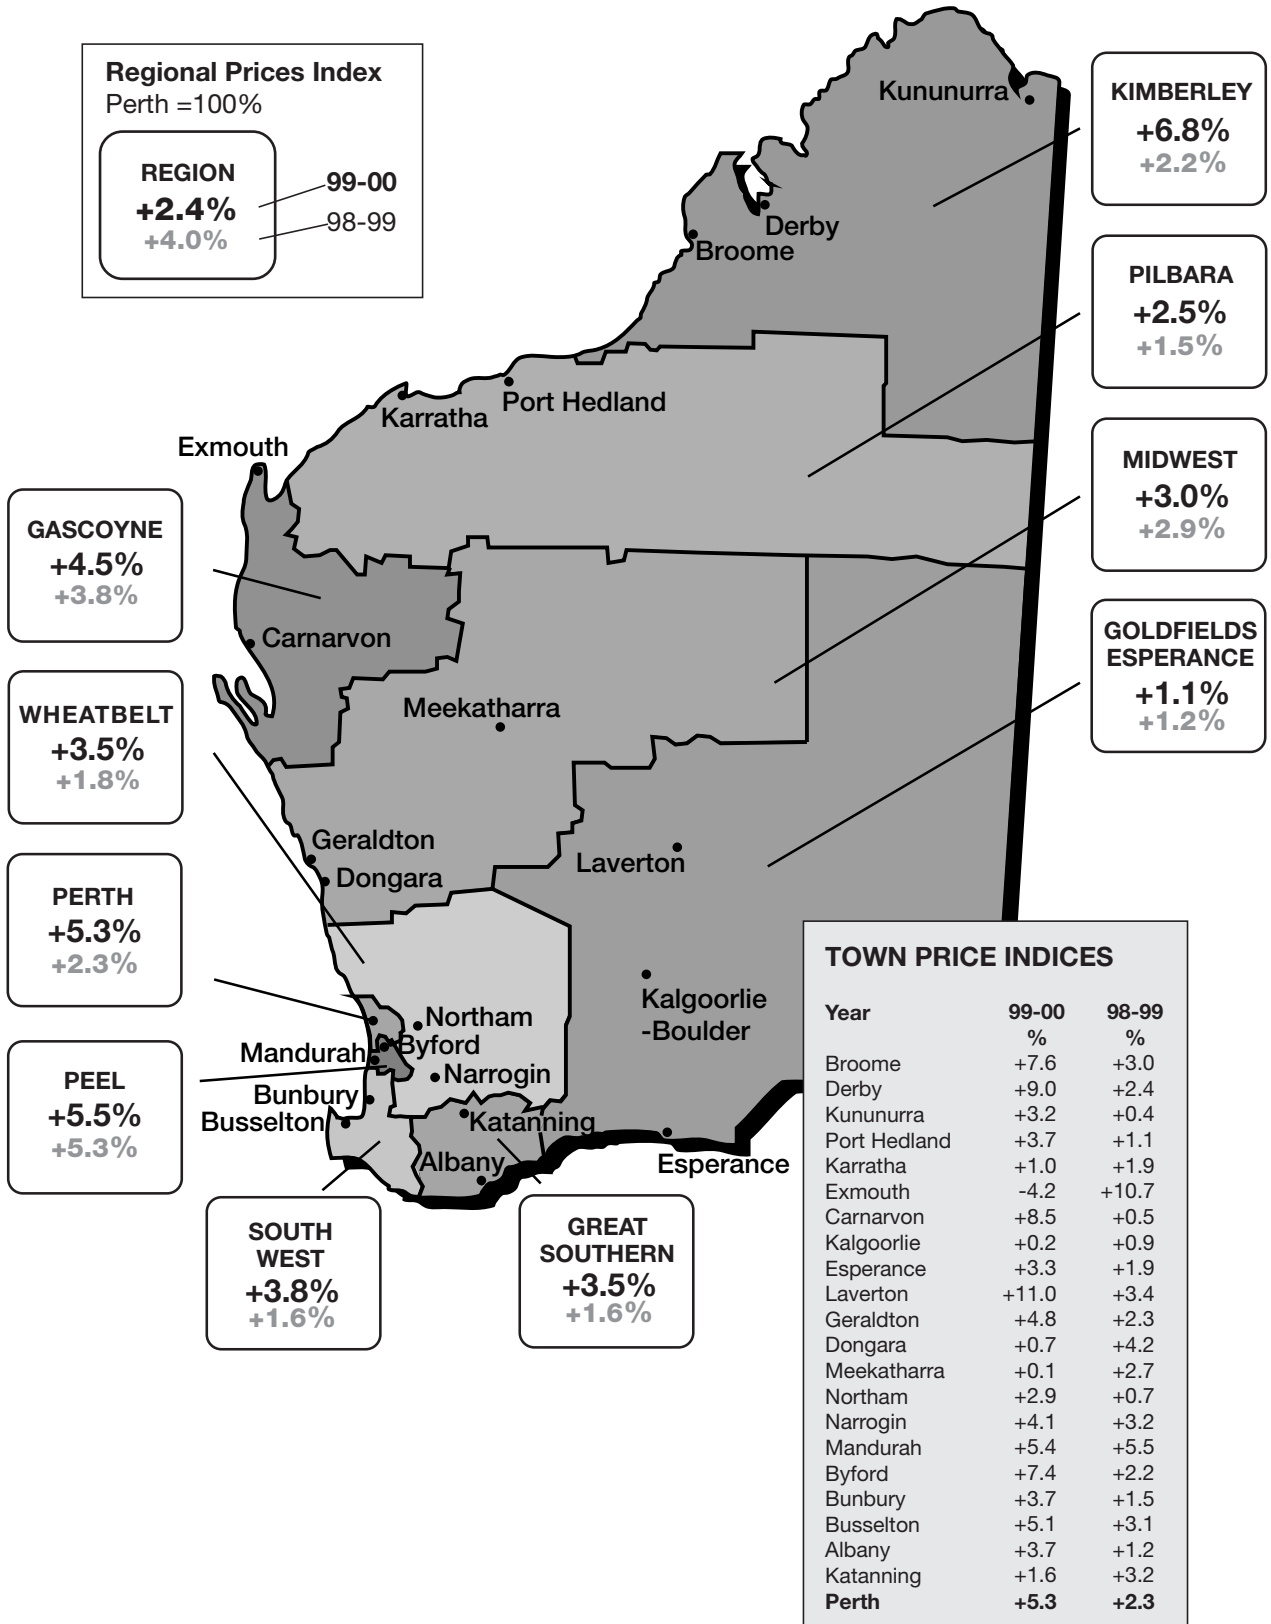 Regional Prices Index
Perth =100%
REGION
+2.4%
+4.0%
99-00
98-99
Kununurra
Derby
Broome
Port Hedland
Karratha
Exmouth
Carnarvon
Meekatharra
Geraldton
Dongara
Laverton
Kalgoorlie
-Boulder
Northam
Byford
Mandurah
Narrogin
Bunbury
Busselton
Katanning
Albany
Esperance
KIMBERLEY
+6.8%
+2.2%
PILBARA
+2.5%
+1.5%
MIDWEST
+3.0%
+2.9%
GOLDFIELDS
ESPERANCE
+1.1%
+1.2%
GASCOYNE
+4.5%
+3.8%
WHEATBELT
+3.5%
+1.8%
PERTH
+5.3%
+2.3%
PEEL
+5.5%
+5.3%
SOUTH
WEST
+3.8%
+1.6%
GREAT
SOUTHERN
+3.5%
+1.6%
TOWN PRICE INDICES
Year 99-00 98-99
% %
Broome +7.6 +3.0
Derby +9.0 +2.4
Kununurra +3.2 +0.4
Port Hedland +3.7 +1.1
Karratha +1.0 +1.9
Exmouth -4.2 +10.7
Carnarvon +8.5 +0.5
Kalgoorlie +0.2 +0.9
Esperance +3.3 +1.9
Laverton +11.0 +3.4
Geraldton +4.8 +2.3
Dongara +0.7 +4.2
Meekatharra +0.1 +2.7
Northam +2.9 +0.7
Narrogin +4.1 +3.2
Mandurah +5.4 +5.5
Byford +7.4 +2.2
Bunbury +3.7 +1.5
Busselton +5.1 +3.1
Albany +3.7 +1.2
Katanning +1.6 +3.2
Perth +5.3 +2.3